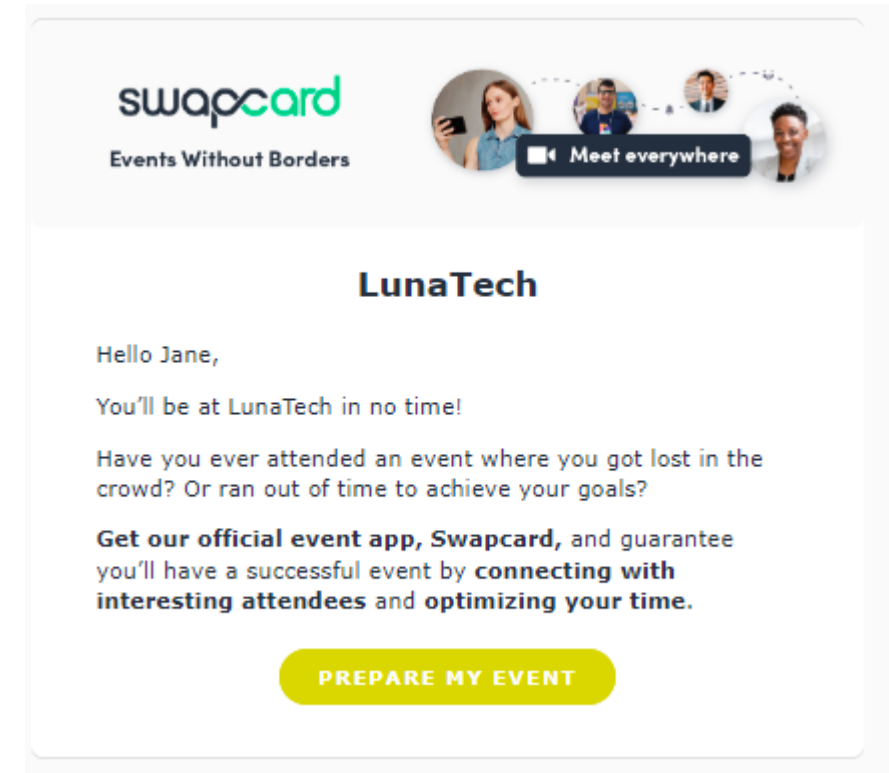 swapcard
Events Without Borders
Meet everywhere
LunaTech
Hello Jane,
You’ll be at LunaTech in no time!
Have you ever attended an event where you got lost in the
crowd? Or ran out of time to achieve your goals?
Get our official event app, Swapcard, and guarantee
you’ll have a successful event by connecting with
interesting attendees and optimizing your time.
PREPARE MY EVENT